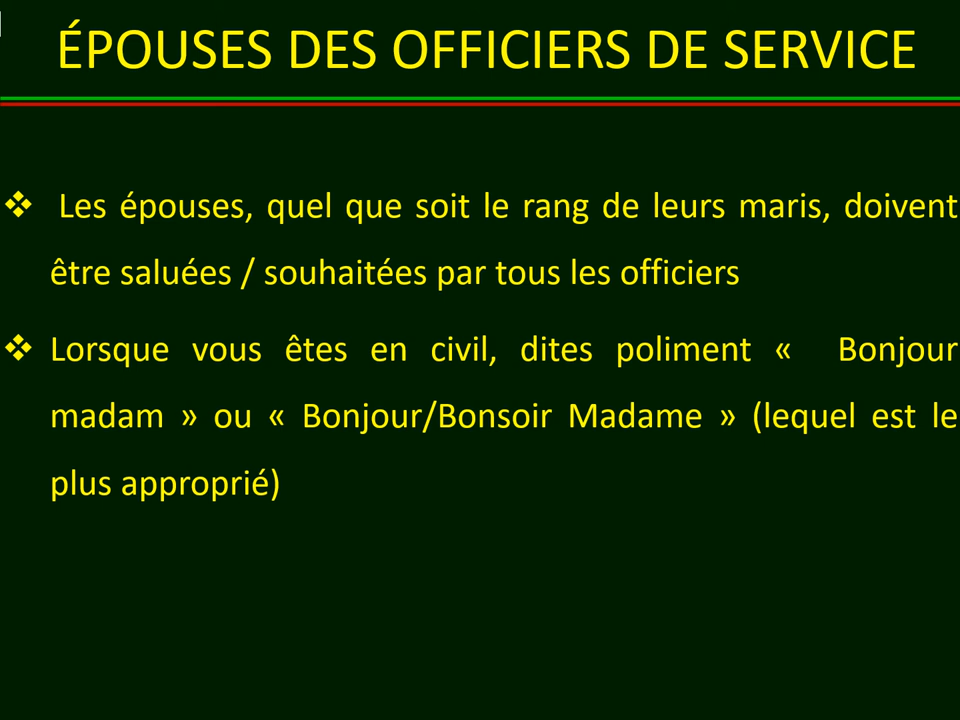 ÉPOUSES DES OFFICIERS DE SERVICE
❖ Les épouses, quel que soit le rang de leurs maris, doivent
être saluées / souhaitées par tous les officiers
❖ Lorsque vous êtes en civil, dites poliment « Bonjour
madam » ou « Bonjour/Bonsoir Madame » (lequel est le
plus approprié)